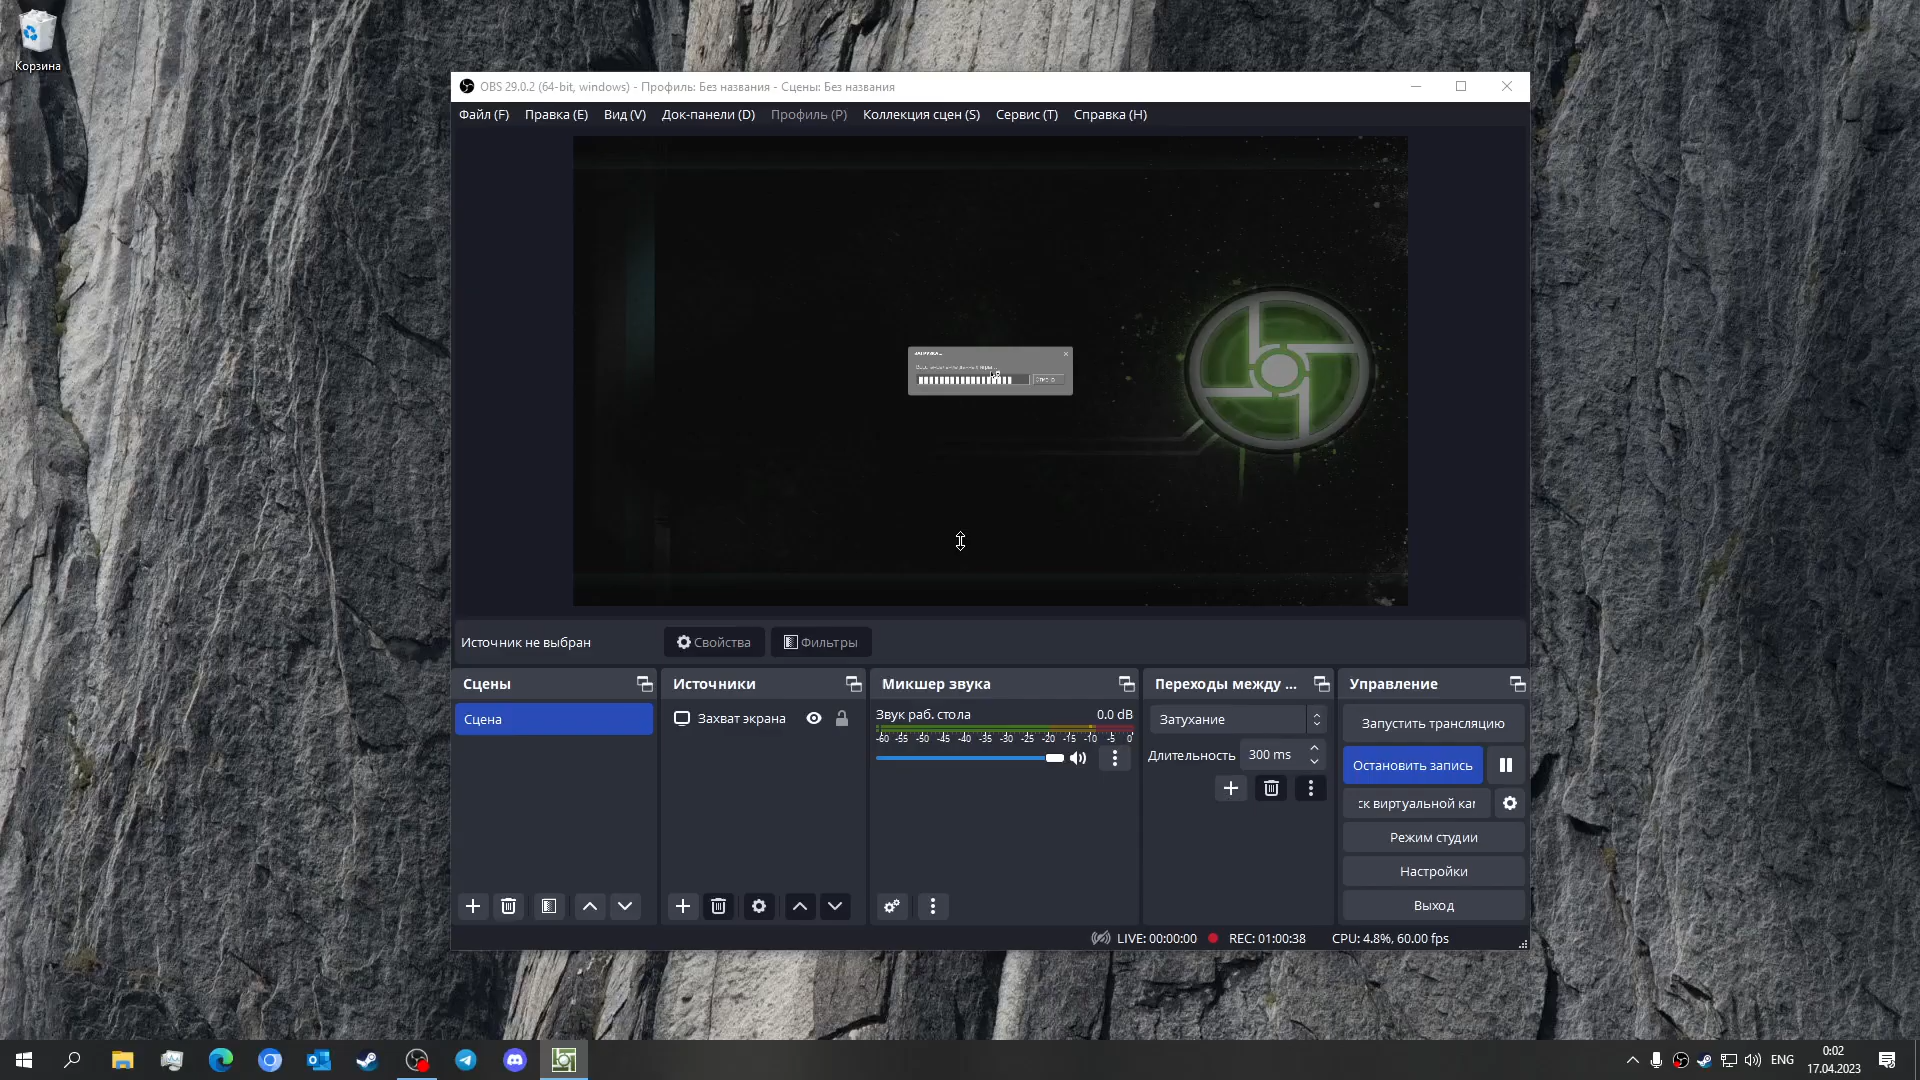 Корзина
OBS 29.0.2 (64-bit, windows) - Профиль: Без названия - Сцены: Без названия
Файл (F) Правка (E) Вид (V) Док-панели (D) Профиль (P) Коллекция сцен (S) Сервис (T) Справка (H)
Источник не выбран Свойства Фильтры
Сцены Источники Микшер звука Переходы между ... Управление
Сцена
Захват экрана
Звук раб. стола 0.0 dB
-60 -55 -50 -45 -40 -35 -30 -25 -20 -15 -10 -5 0
Затухание
Длительность 300 ms
Запустить трансляцию
Остановить запись
ск виртуальной
Режим студии
Настройки
Выход
LIVE: 00:00:00 REC: 01:00:38 CPU: 4.8%, 60.00 fps
ENG 0:02
17.04.2023